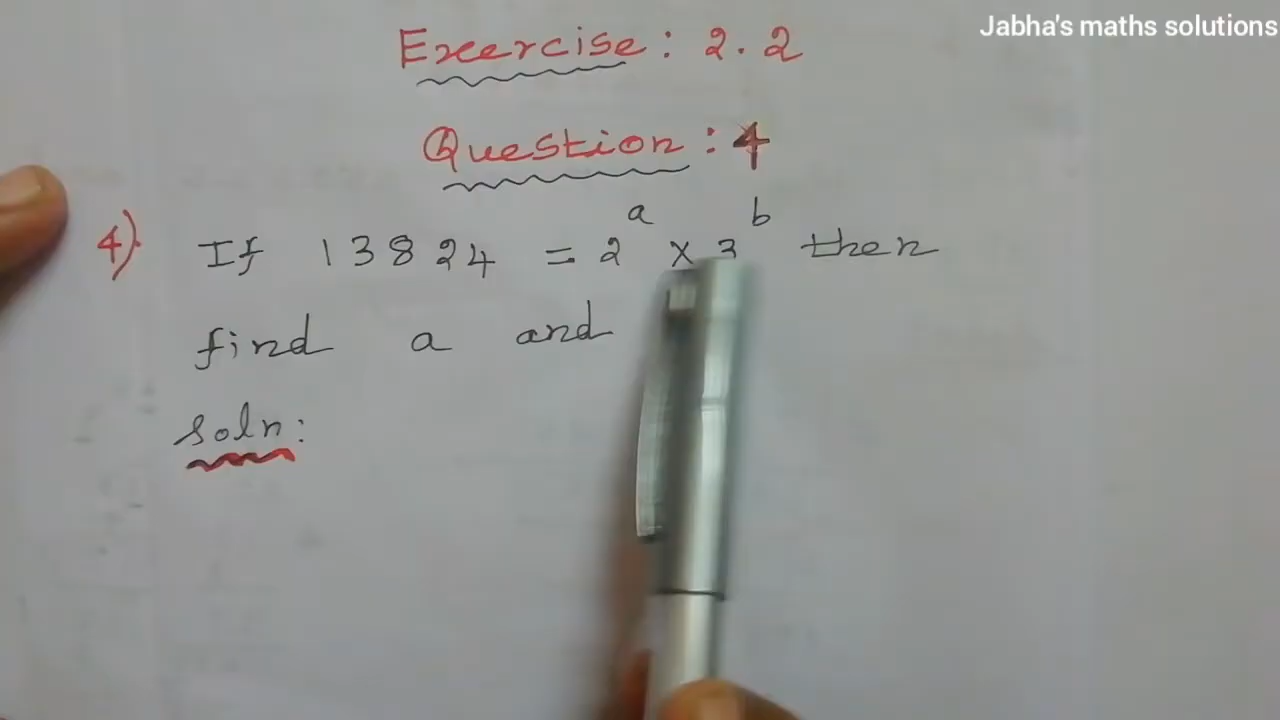 Jabha's maths solutions
Exercise: 2.2
Question: 4
4). If 13824 = 2^a × 3^b then
find a and
Soln: